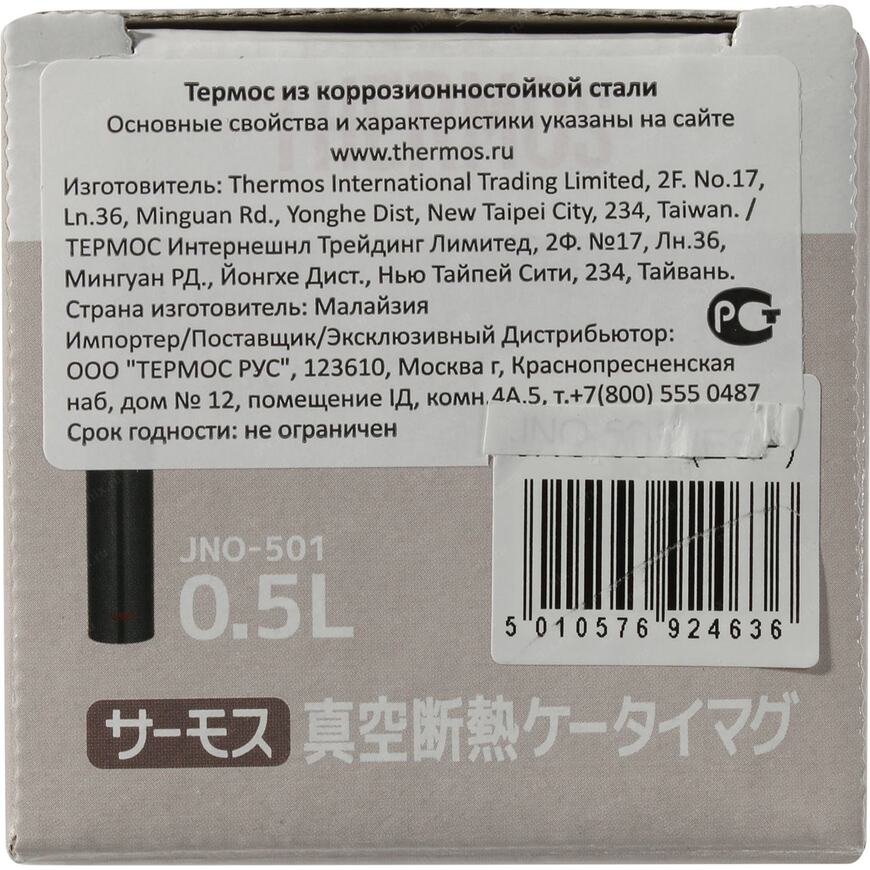 Термос из коррозионностойкой стали
Основные свойства и характеристики указаны на сайте
www.thermos.ru
Изготовитель: Thermos International Trading Limited, 2F. No.17,
Ln.36, Minguan Rd., Yonghe Dist, New Taipei City, 234, Taiwan. /
ТЕРМОС Интернешнл Трейдинг Лимитед, 2Ф. №17, Лн.36,
Мингуан РД., Йонгхе Дист., Нью Тайпей Сити, 234, Тайвань.
Страна изготовитель: Малайзия
Импортер/Поставщик/Эксклюзивный Дистрибьютор:
ООО "ТЕРМОС РУС", 123610, Москва г, Краснопресненская
наб, дом № 12, помещение IД, комн.4А.5, т.+7(800) 555 0487
Срок годности: не ограничен
РСТ
JNO-501
0.5L
5 010576 924636
サーモス 真空断熱ケータイマグ